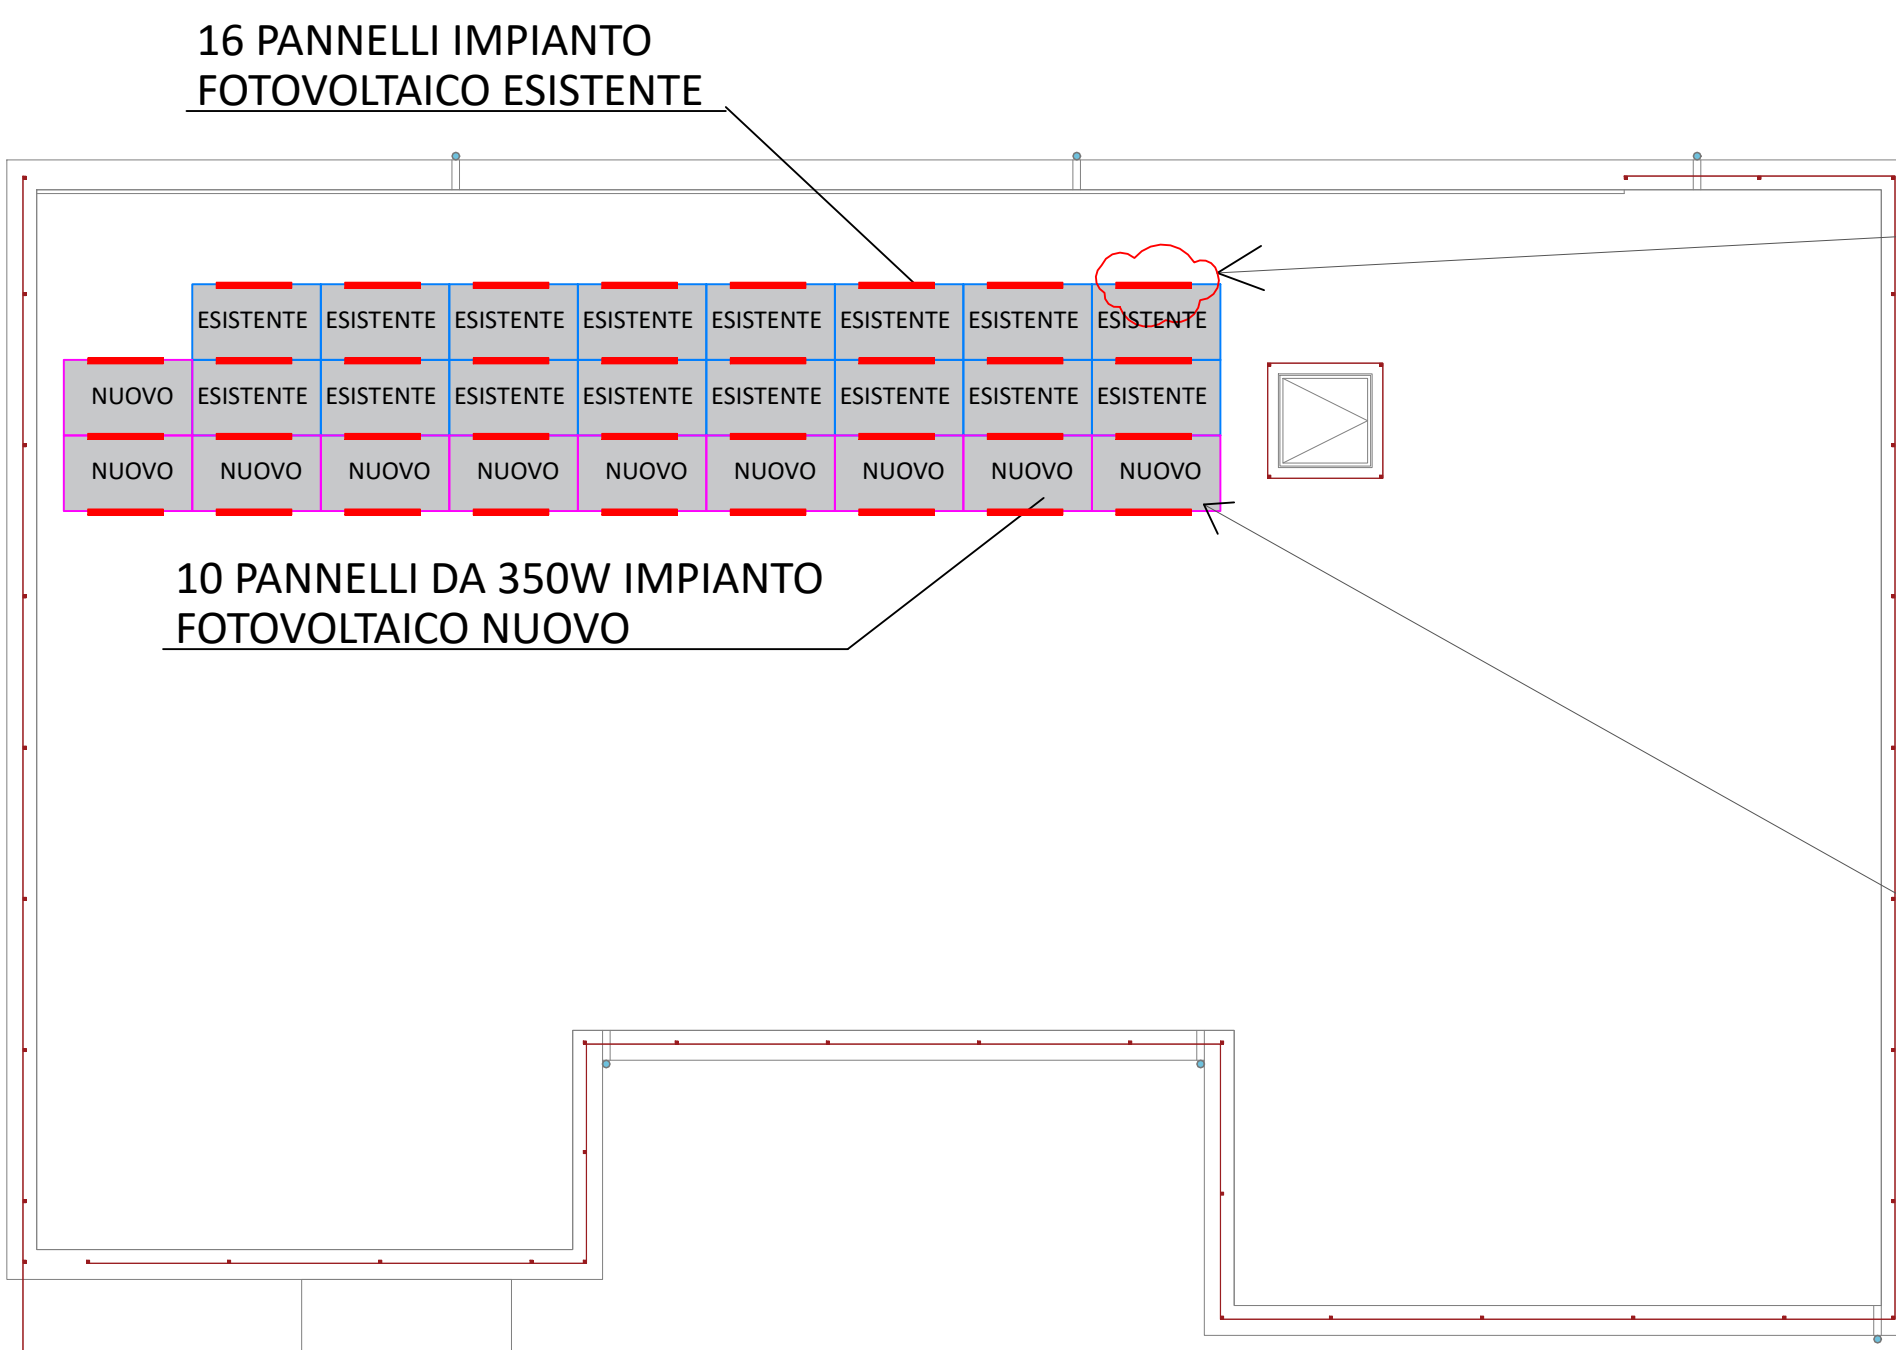 16 PANNELLI IMPIANTO
FOTOVOLTAICO ESISTENTE
ESISTENTE ESISTENTE ESISTENTE ESISTENTE ESISTENTE ESISTENTE ESISTENTE ESISTENTE
NUOVO ESISTENTE ESISTENTE ESISTENTE ESISTENTE ESISTENTE ESISTENTE ESISTENTE ESISTENTE
NUOVO NUOVO NUOVO NUOVO NUOVO NUOVO NUOVO NUOVO NUOVO
10 PANNELLI DA 350W IMPIANTO
FOTOVOLTAICO NUOVO